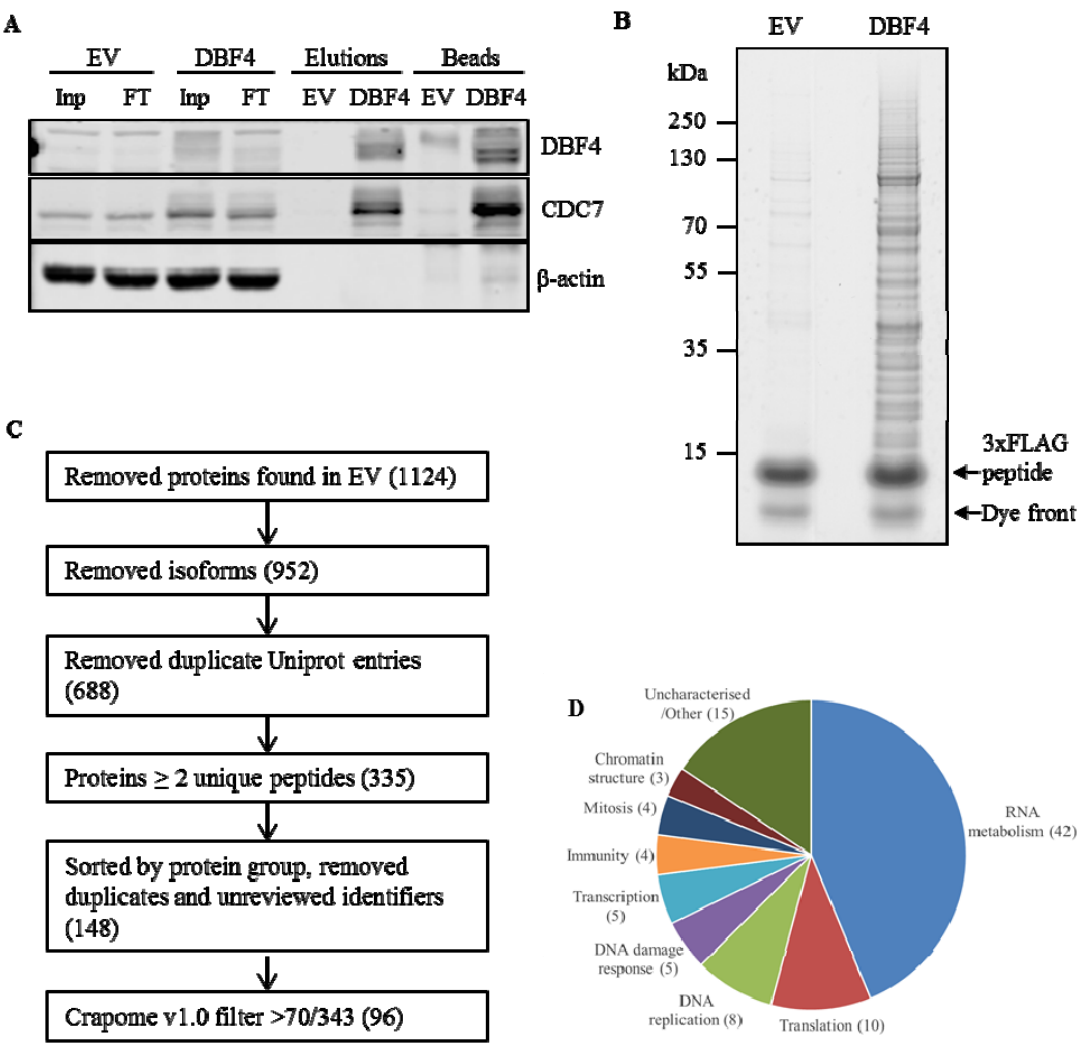 A
EV DBF4 Elutions Beads
Inp FT Inp FT EV DBF4 EV DBF4
DBF4
CDC7
β-actin
B
EV DBF4
kDa
250
130
70
55
35
15
3xFLAG
peptide
Dye front
C
Removed proteins found in EV (1124)
Removed isoforms (952)
Removed duplicate Uniprot entries
(688)
Proteins ≥ 2 unique peptides (335)
Sorted by protein group, removed
duplicates and unreviewed identifiers
(148)
Crapome v1.0 filter >70/343 (96)
D
Uncharacterised
/Other (15)
Chromatin
structure (3)
Mitosis (4)
Immunity (4)
Transcription
(5)
DNA damage
response (5)
DNA
replication (8)
Translation (10)
RNA
metabolism (42)